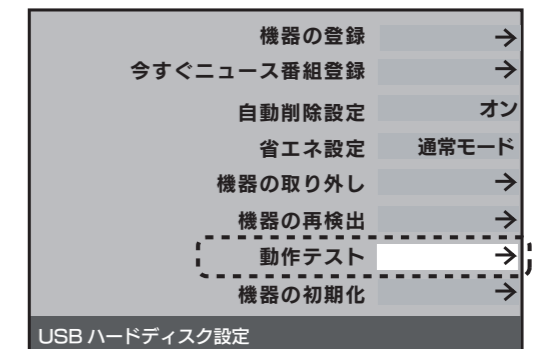 機器の登録 →
今すぐニュース番組登録 →
自動削除設定 オン
省エネ設定 通常モード
機器の取り外し →
機器の再検出 →
動作テスト →
機器の初期化 →
USB ハードディスク設定